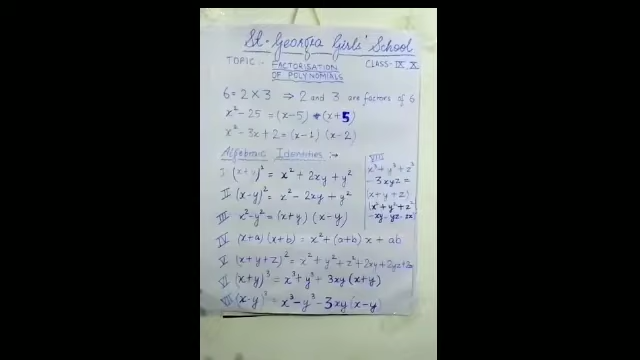 St. Georgra Girls' School
TOPIC :- FACTORISATION OF POLYNOMIALS
CLASS- IX, X
6 = 2 × 3 ⇒ 2 and 3 are factors of 6
x² - 25 = (x-5) (x+5)
x² - 3x + 2 = (x-1) (x-2)
Algebraic Identities :-
I (x+y)² = x² + 2xy + y²
II (x-y)² = x² - 2xy + y²
III x² - y² = (x+y) (x-y)
IV (x+a) (x+b) = x² + (a+b) x + ab
V (x+y+z)² = x² + y² + z² + 2xy + 2yz + 2zx
VI (x+y)³ = x³ + y³ + 3xy (x+y)
VII (x-y)³ = x³ - y³ - 3xy (x-y)
VIII
x³ + y³ + z³
- 3xyz =
(x+y+z)
(x² + y² + z²
-xy-yz-zx)